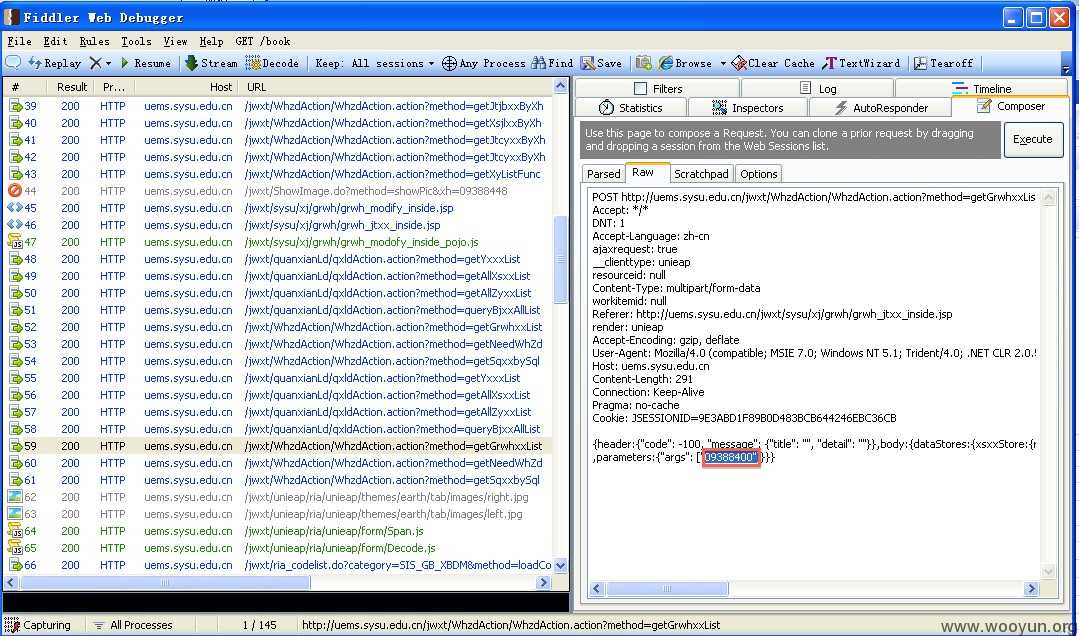 Fiddler Web Debugger
File Edit Rules Tools View Help GET /book
Replay X Resume Stream Decode Keep: All sessions Any Process Find Save Browse Clear Cache TextWizard Tearoff
# Result Pr... Host URL
39 200 HTTP uems.sysu.edu.cn /jwxt/WhzdAction/WhzdAction.action?method=getJtjbxxByXh
40 200 HTTP uems.sysu.edu.cn /jwxt/WhzdAction/WhzdAction.action?method=getXsjlxxByXh
41 200 HTTP uems.sysu.edu.cn /jwxt/WhzdAction/WhzdAction.action?method=getJtcyxxByXh
42 200 HTTP uems.sysu.edu.cn /jwxt/WhzdAction/WhzdAction.action?method=getJtcyxxByXh
43 200 HTTP uems.sysu.edu.cn /jwxt/WhzdAction/WhzdAction.action?method=getXyListFunc
44 200 HTTP uems.sysu.edu.cn /jwxt/ShowImage.do?method=showPic&xh=09388448
45 200 HTTP uems.sysu.edu.cn /jwxt/sysu/xj/grwh/grwh_modify_inside.jsp
46 200 HTTP uems.sysu.edu.cn /jwxt/sysu/xj/grwh/grwh_jtxx_inside.jsp
47 200 HTTP uems.sysu.edu.cn /jwxt/sysu/xj/grwh/grwh_modofy_inside_pojo.js
48 200 HTTP uems.sysu.edu.cn /jwxt/quanxianLd/qxldAction.action?method=getYxxxList
49 200 HTTP uems.sysu.edu.cn /jwxt/quanxianLd/qxldAction.action?method=getAllXsxxList
50 200 HTTP uems.sysu.edu.cn /jwxt/quanxianLd/qxldAction.action?method=getAllZyxxList
51 200 HTTP uems.sysu.edu.cn /jwxt/quanxianLd/qxldAction.action?method=queryBjxxAllList
52 200 HTTP uems.sysu.edu.cn /jwxt/WhzdAction/WhzdAction.action?method=getGrwhxxList
53 200 HTTP uems.sysu.edu.cn /jwxt/WhzdAction/WhzdAction.action?method=getNeedWhZd
54 200 HTTP uems.sysu.edu.cn /jwxt/WhzdAction/WhzdAction.action?method=getSqxxbySql
55 200 HTTP uems.sysu.edu.cn /jwxt/quanxianLd/qxldAction.action?method=getYxxxList
56 200 HTTP uems.sysu.edu.cn /jwxt/quanxianLd/qxldAction.action?method=getAllXsxxList
57 200 HTTP uems.sysu.edu.cn /jwxt/quanxianLd/qxldAction.action?method=getAllZyxxList
58 200 HTTP uems.sysu.edu.cn /jwxt/quanxianLd/qxldAction.action?method=queryBjxxAllList
59 200 HTTP uems.sysu.edu.cn /jwxt/WhzdAction/WhzdAction.action?method=getGrwhxxList
60 200 HTTP uems.sysu.edu.cn /jwxt/WhzdAction/WhzdAction.action?method=getNeedWhZd
61 200 HTTP uems.sysu.edu.cn /jwxt/WhzdAction/WhzdAction.action?method=getSqxxbySql
62 200 HTTP uems.sysu.edu.cn /jwxt/unieap/ria/unieap/themes/earth/tab/images/right.jpg
63 200 HTTP uems.sysu.edu.cn /jwxt/unieap/ria/unieap/themes/earth/tab/images/left.jpg
64 200 HTTP uems.sysu.edu.cn /jwxt/unieap/ria/unieap/form/Span.js
65 200 HTTP uems.sysu.edu.cn /jwxt/unieap/ria/unieap/form/Decode.js
66 200 HTTP uems.sysu.edu.cn /jwxt/ria_codelist.do?category=SIS_GB_XBDM&method=loadCo
Filters Log Timeline
Statistics Inspectors AutoResponder Composer
Use this page to compose a Request. You can clone a prior request by dragging
and dropping a session from the Web Sessions list.
Execute
Parsed Raw Scratchpad Options
POST http://uems.sysu.edu.cn/jwxt/WhzdAction/WhzdAction.action?method=getGrwhxxLis
Accept: */*
DNT: 1
Accept-Language: zh-cn
ajaxrequest: true
__clienttype: unieap
resourceid: null
Content-Type: multipart/form-data
workitemid: null
Referer: http://uems.sysu.edu.cn/jwxt/sysu/xj/grwh/grwh_jtxx_inside.jsp
render: unieap
Accept-Encoding: gzip, deflate
User-Agent: Mozilla/4.0 (compatible; MSIE 7.0; Windows NT 5.1; Trident/4.0; .NET CLR 2.0.5
Host: uems.sysu.edu.cn
Content-Length: 291
Connection: Keep-Alive
Pragma: no-cache
Cookie: JSESSIONID=9E3ABD1F89B0D483BCB644246EBC36CB
{header:{"code": -100, "message": {"title": "", "detail": ""}},body:{dataStores:{xsxxStore:{r
,parameters:{"args": ["09388400"]}}}
Capturing All Processes 1 / 145 http://uems.sysu.edu.cn/jwxt/WhzdAction/WhzdAction.action?method=getGrwhxxList
www.wooyun.org